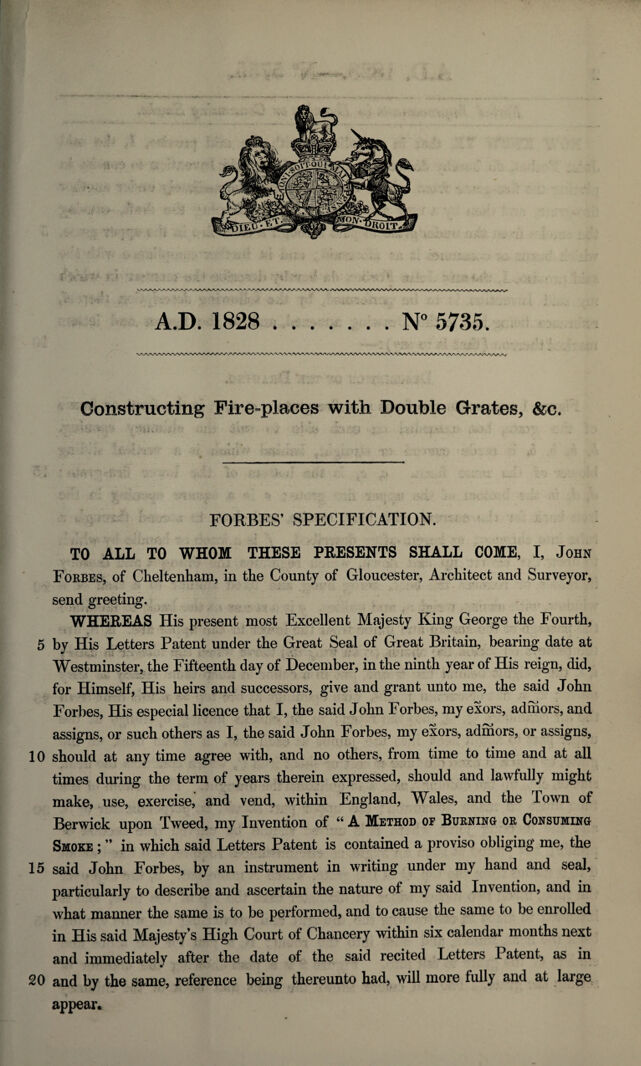 HONI SOIT QUI MAL Y PENSE
DIEU · ET · MON · DROIT.
A.D. 1828 . . . . . . . . N° 5735.
Constructing Fire-places with Double Grates, &c.
FORBES' SPECIFICATION.
TO ALL TO WHOM THESE PRESENTS SHALL COME, I, John
Forbes, of Cheltenham, in the County of Gloucester, Architect and Surveyor,
send greeting.
WHEREAS His present most Excellent Majesty King George the Fourth,
5 by His Letters Patent under the Great Seal of Great Britain, bearing date at
Westminster, the Fifteenth day of December, in the ninth year of His reign, did,
for Himself, His heirs and successors, give and grant unto me, the said John
Forbes, His especial licence that I, the said John Forbes, my exors, adm̃ors, and
assigns, or such others as I, the said John Forbes, my exors, adm̃ors, or assigns,
10 should at any time agree with, and no others, from time to time and at all
times during the term of years therein expressed, should and lawfully might
make, use, exercise, and vend, within England, Wales, and the Town of
Berwick upon Tweed, my Invention of “ A Method of Burning or Consuming
Smoke ; ” in which said Letters Patent is contained a proviso obliging me, the
15 said John Forbes, by an instrument in writing under my hand and seal,
particularly to describe and ascertain the nature of my said Invention, and in
what manner the same is to be performed, and to cause the same to be enrolled
in His said Majesty's High Court of Chancery within six calendar months next
and immediately after the date of the said recited Letters Patent, as in
20 and by the same, reference being thereunto had, will more fully and at large
appear.